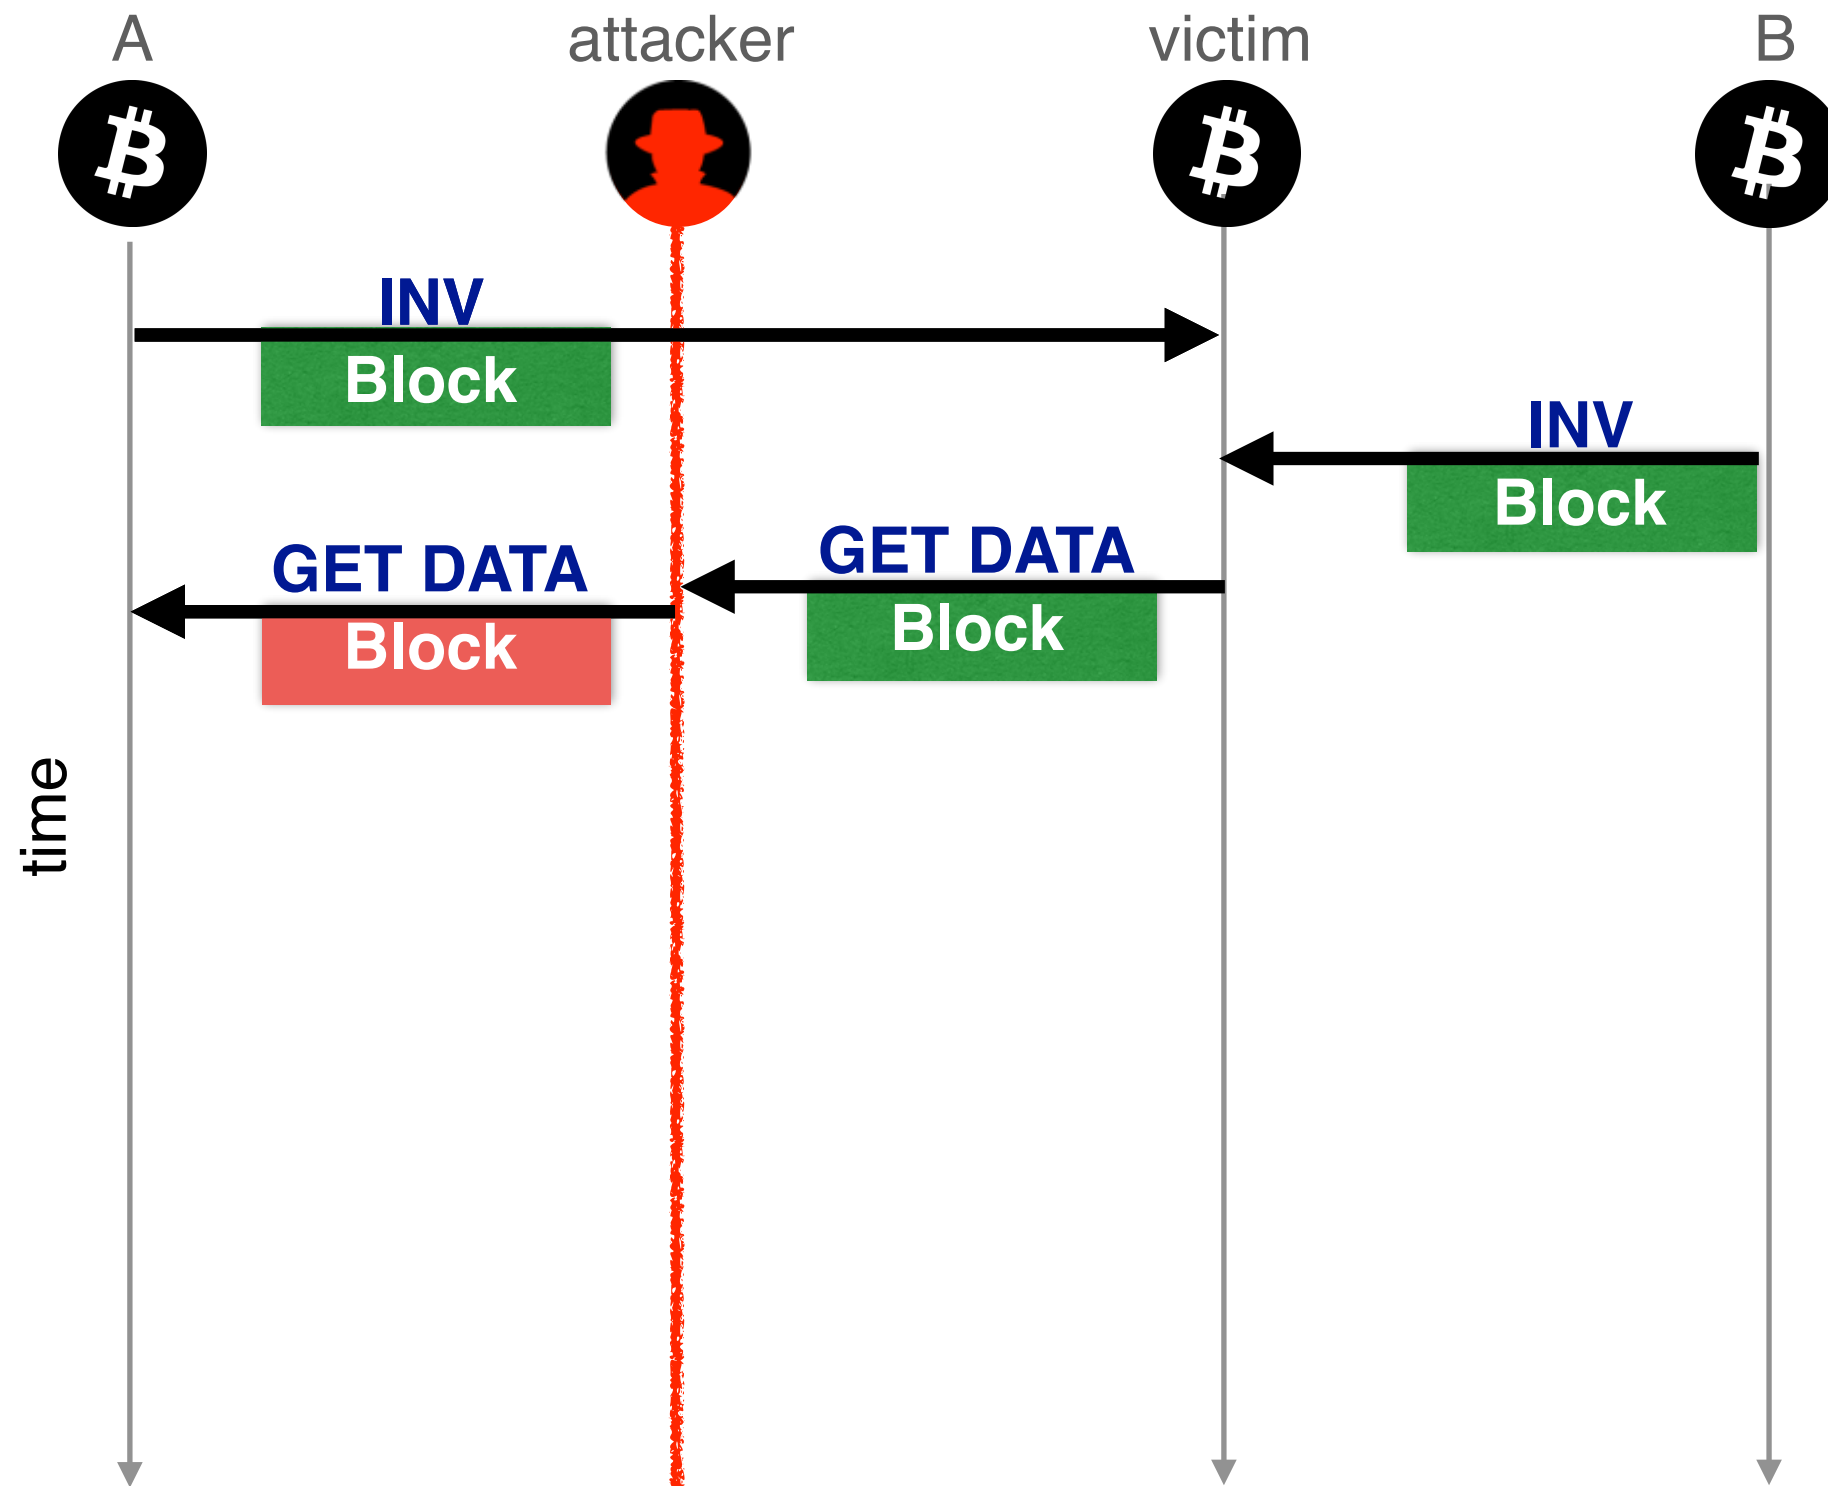 A
attacker
victim
B
INV
Block
INV
Block
GET DATA
Block
GET DATA
Block
time